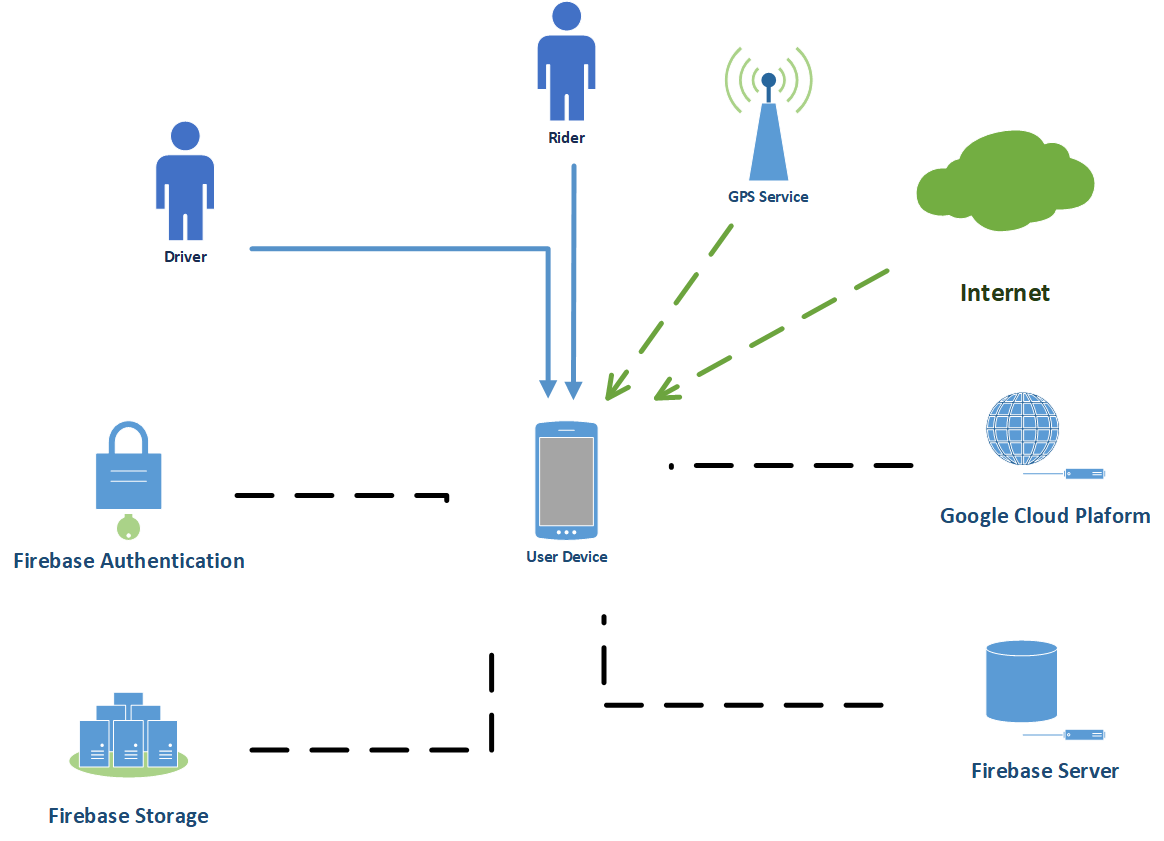 Rider
GPS Service
Driver
Internet
Google Cloud Plaform
User Device
Firebase Authentication
Firebase Server
Firebase Storage